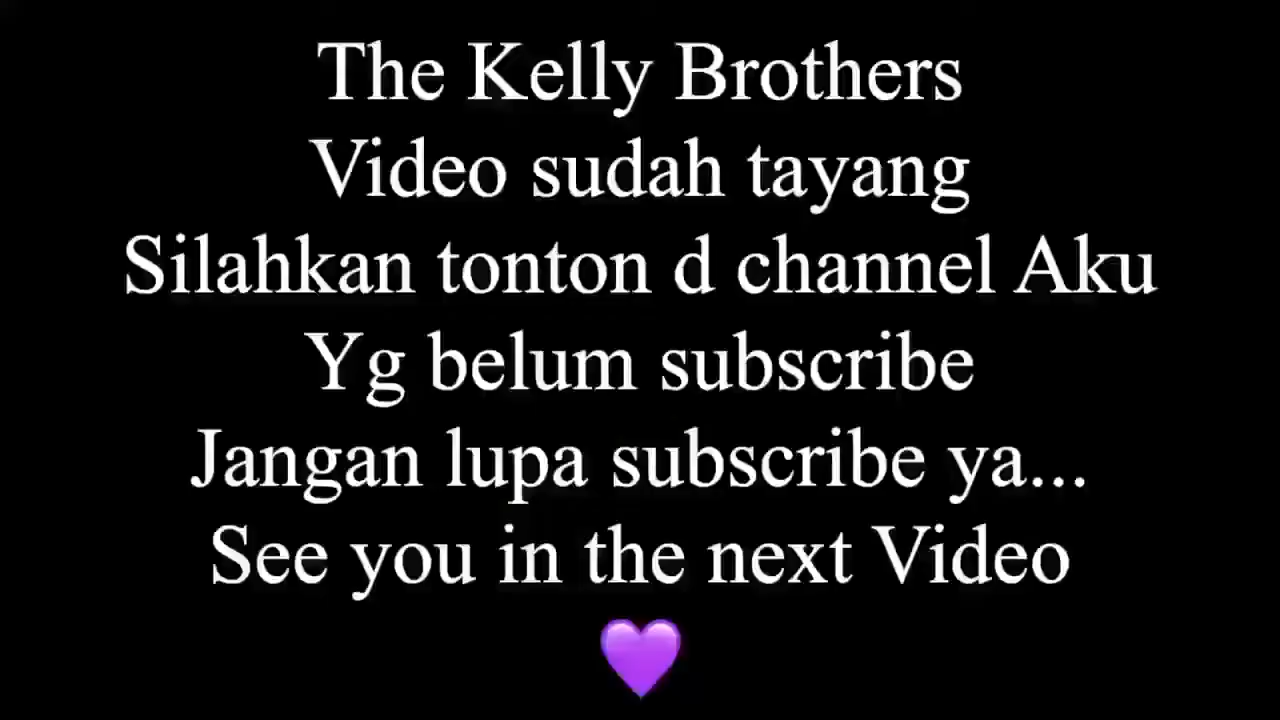 The Kelly Brothers
Video sudah tayang
Silahkan tonton d channel Aku
Yg belum subscribe
Jangan lupa subscribe ya...
See you in the next Video
💜